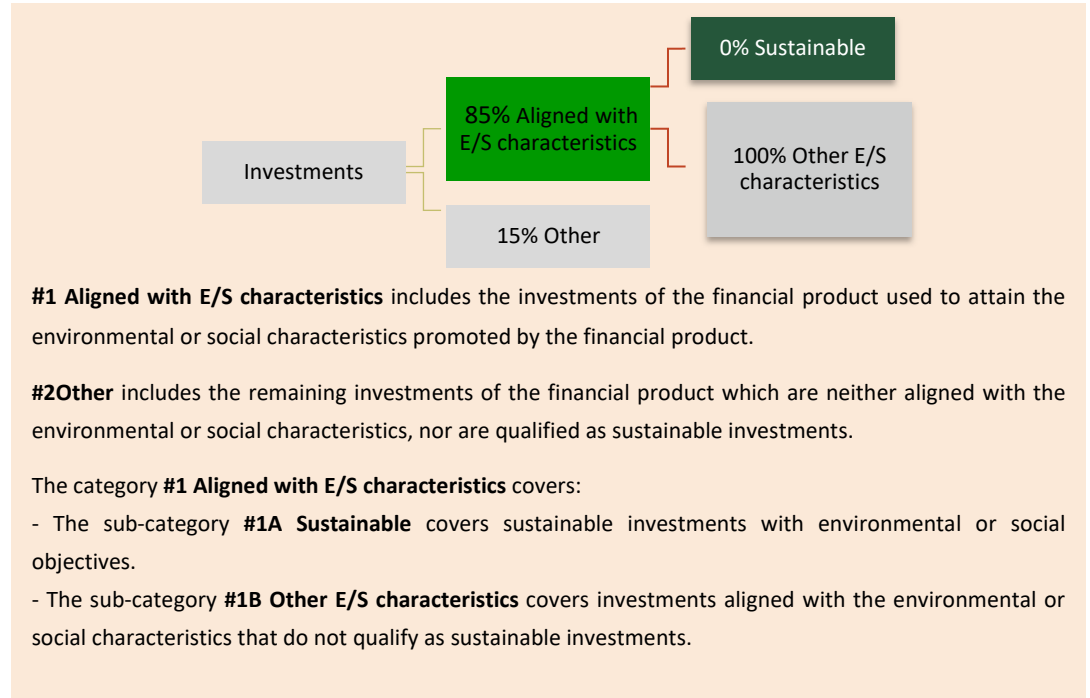 0% Sustainable
85% Aligned with
E/S characteristics
100% Other E/S
characteristics
Investments
15% Other
#1 Aligned with E/S characteristics includes the investments of the financial product used to attain the
environmental or social characteristics promoted by the financial product.
#2Other includes the remaining investments of the financial product which are neither aligned with the
environmental or social characteristics, nor are qualified as sustainable investments.
The category #1 Aligned with E/S characteristics covers:
- The sub-category #1A Sustainable covers sustainable investments with environmental or social
objectives.
- The sub-category #1B Other E/S characteristics covers investments aligned with the environmental or
social characteristics that do not qualify as sustainable investments.